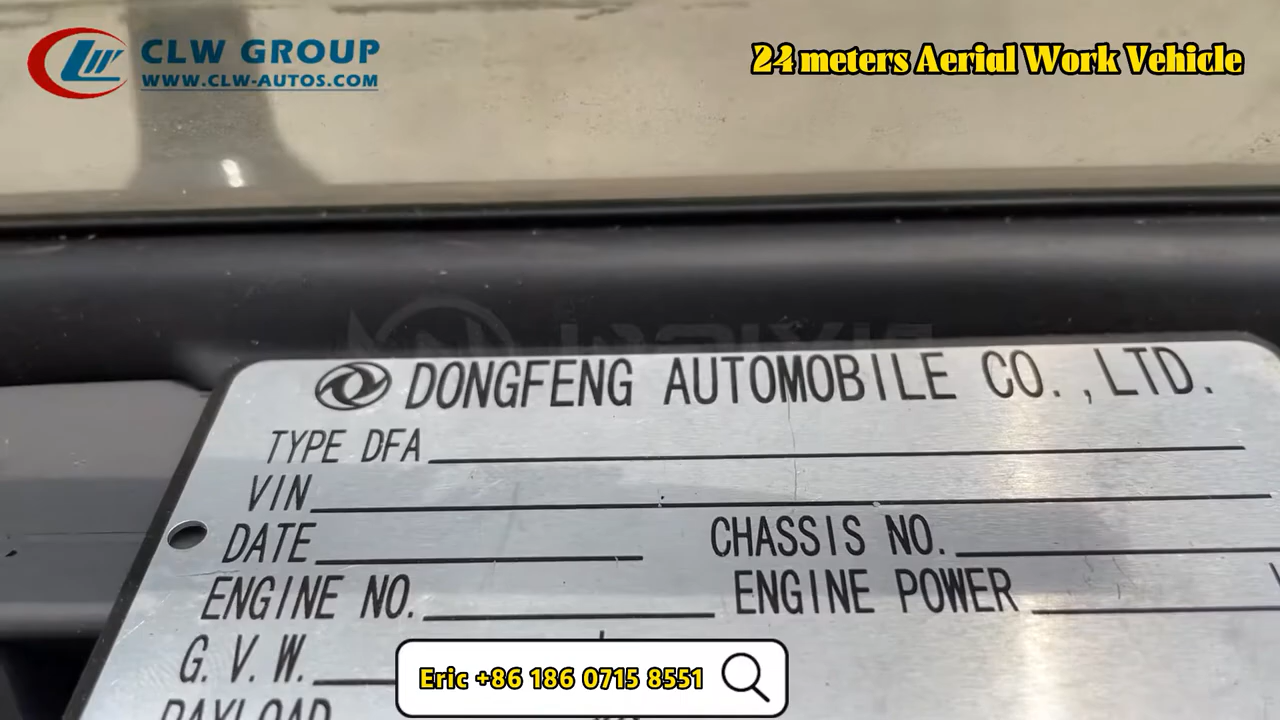 CLW GROUP
WWW.CLW-AUTOS.COM
24 meters Aerial Work Vehicle
DONGFENG AUTOMOBILE CO.,LTD.
TYPE DFA
VIN
DATE
CHASSIS NO.
ENGINE NO.
ENGINE POWER
G.V.W.
PAYLOAD
Eric +86 186 0715 8551